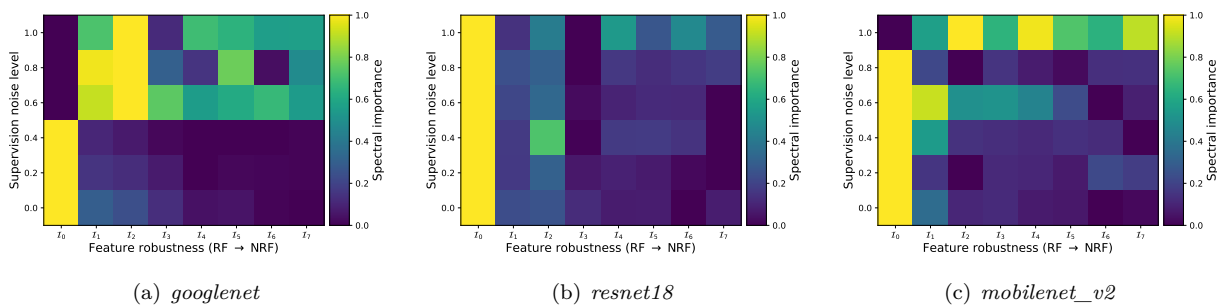 Supervision noise level
1.0
0.8
0.6
0.4
0.2
0.0
I₀ I₁ I₂ I₃ I₄ I₅ I₆ I₇
Feature robustness (RF → NRF)
1.0
0.8
0.6
0.4
0.2
0.0
Spectral importance
(a) googlenet
Supervision noise level
1.0
0.8
0.6
0.4
0.2
0.0
I₀ I₁ I₂ I₃ I₄ I₅ I₆ I₇
Feature robustness (RF → NRF)
1.0
0.8
0.6
0.4
0.2
0.0
Spectral importance
(b) resnet18
Supervision noise level
1.0
0.8
0.6
0.4
0.2
0.0
I₀ I₁ I₂ I₃ I₄ I₅ I₆ I₇
Feature robustness (RF → NRF)
1.0
0.8
0.6
0.4
0.2
0.0
Spectral importance
(c) mobilenet_v2